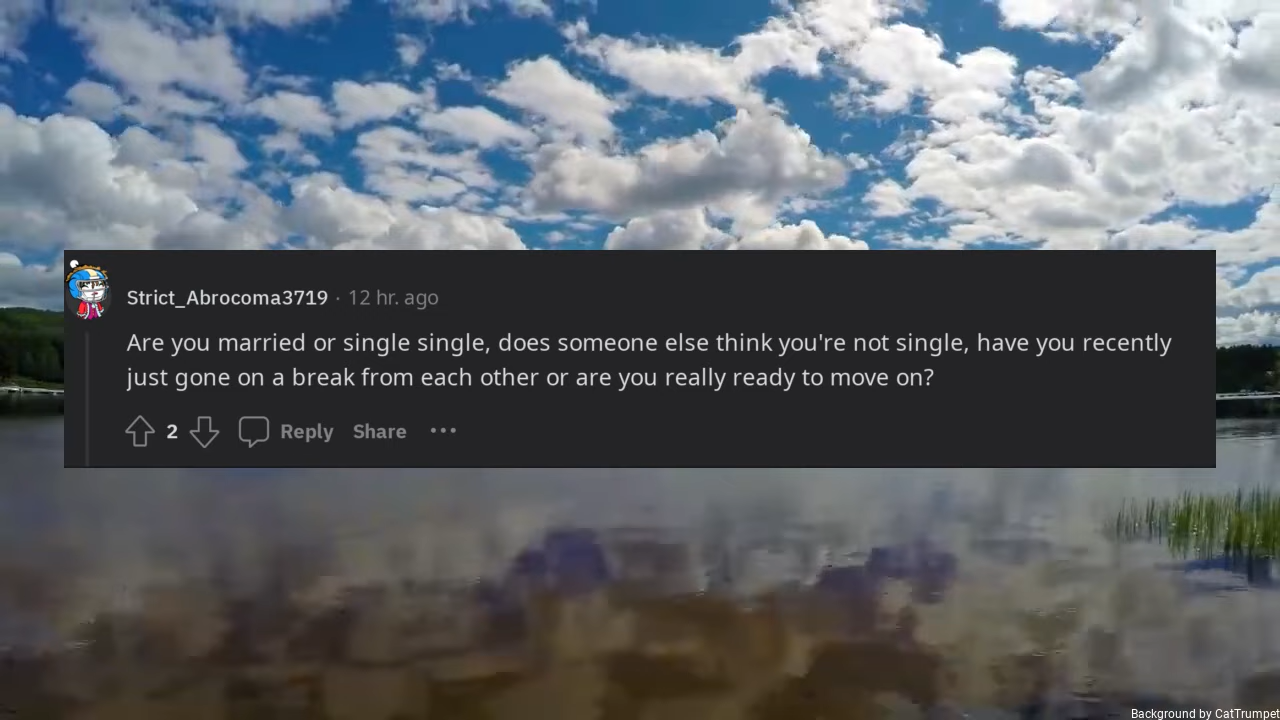 Strict_Abrocoma3719 · 12 hr. ago
Are you married or single single, does someone else think you're not single, have you recently
just gone on a break from each other or are you really ready to move on?
2 Reply Share ...
Background by CatTrumpet